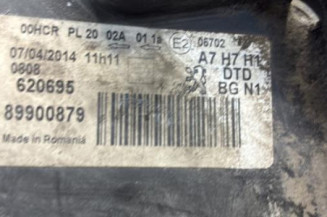 00HCR PL 20 02A 01 1a E2 06702
07/04/2014 11h11 A7 H7 H1
0808 DTD
620695 BG N1
89900879
Made in Romania